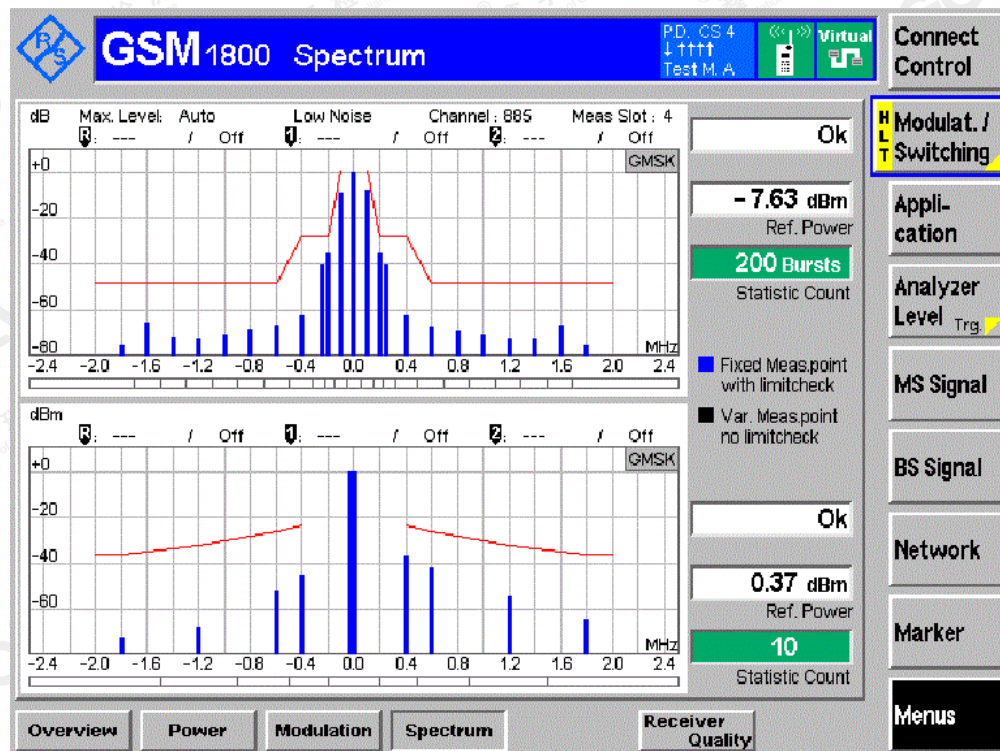 R&S
GSM 1800 Spectrum
P.D. CS 4
↓ ↑↑↑↑
Test M. A
Virtual
Connect
Control
H
L
T
Modulat. /
Switching
Appli-
cation
Analyzer
Level Trg.
MS Signal
BS Signal
Network
Marker
Menus
dB Max. Level: Auto Low Noise Channel : 885 Meas Slot : 4
R : --- / Off 1 : --- / Off 2 : --- / Off
GMSK
+0
-20
-40
-60
-80
MHz
-2.4 -2.0 -1.6 -1.2 -0.8 -0.4 0.0 0.4 0.8 1.2 1.6 2.0 2.4
Ok
- 7.63 dBm
Ref. Power
200 Bursts
Statistic Count
Fixed Meas.point
with limitcheck
Var. Meas.point
no limitcheck
dBm
R : --- / Off 1 : --- / Off 2 : --- / Off
GMSK
+0
-20
-40
-60
MHz
-2.4 -2.0 -1.6 -1.2 -0.8 -0.4 0.0 0.4 0.8 1.2 1.6 2.0 2.4
Ok
0.37 dBm
Ref. Power
10
Statistic Count
Overview Power Modulation Spectrum Receiver
Quality